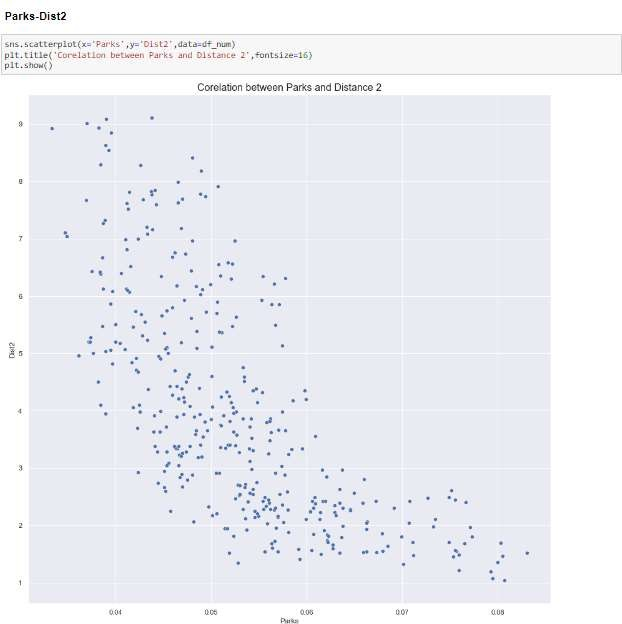 Parks-Dist2
sns.scatterplot(x='Parks',y='Dist2',data=df_num)
plt.title('Corelation between Parks and Distance 2',fontsize=16)
plt.show()
Corelation between Parks and Distance 2
9
8
7
6
5
4
3
2
1
Dist2
0.04 0.05 0.06 0.07 0.08
Parks